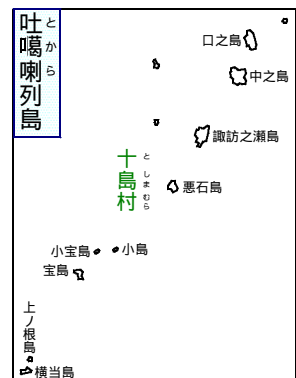 吐噶喇列島
とから
口之島
中之島
諏訪之瀬島
十島村
としまむら
悪石島
小宝島
小島
宝島
上ノ根島
横当島